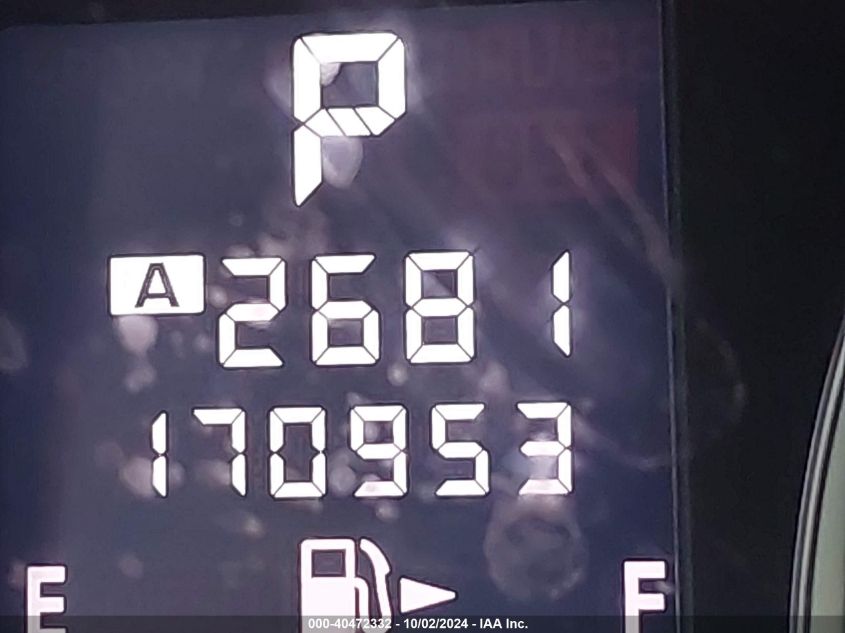 P
A 2681
170953
E F
000-40472332 - 10/02/2024 - IAA Inc.